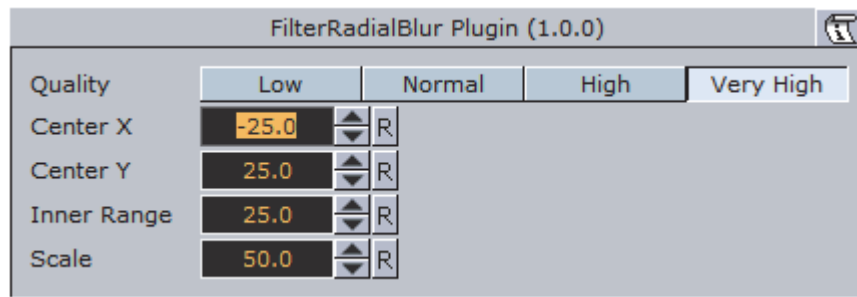 FilterRadialBlur Plugin (1.0.0)
Quality Low Normal High Very High
Center X -25.0 R
Center Y 25.0 R
Inner Range 25.0 R
Scale 50.0 R